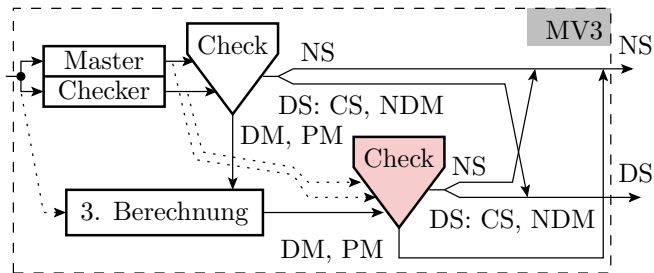 MV3
Check
NS
NS
Master
Checker
DS: CS, NDM
DM, PM
Check
NS
DS
3. Berechnung
DS: CS, NDM
DM, PM